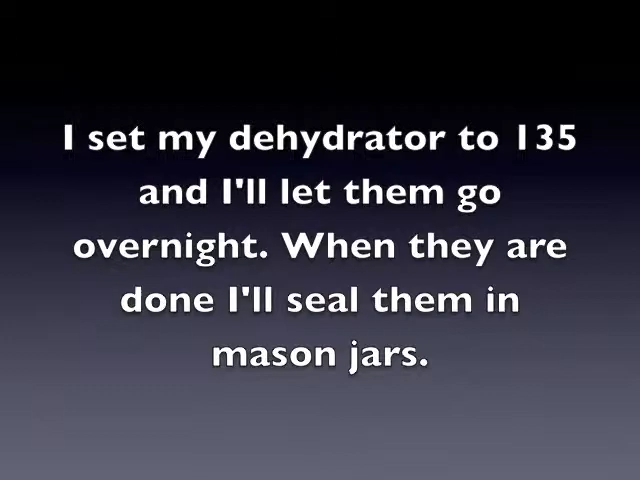 I set my dehydrator to 135
and I'll let them go
overnight. When they are
done I'll seal them in
mason jars.